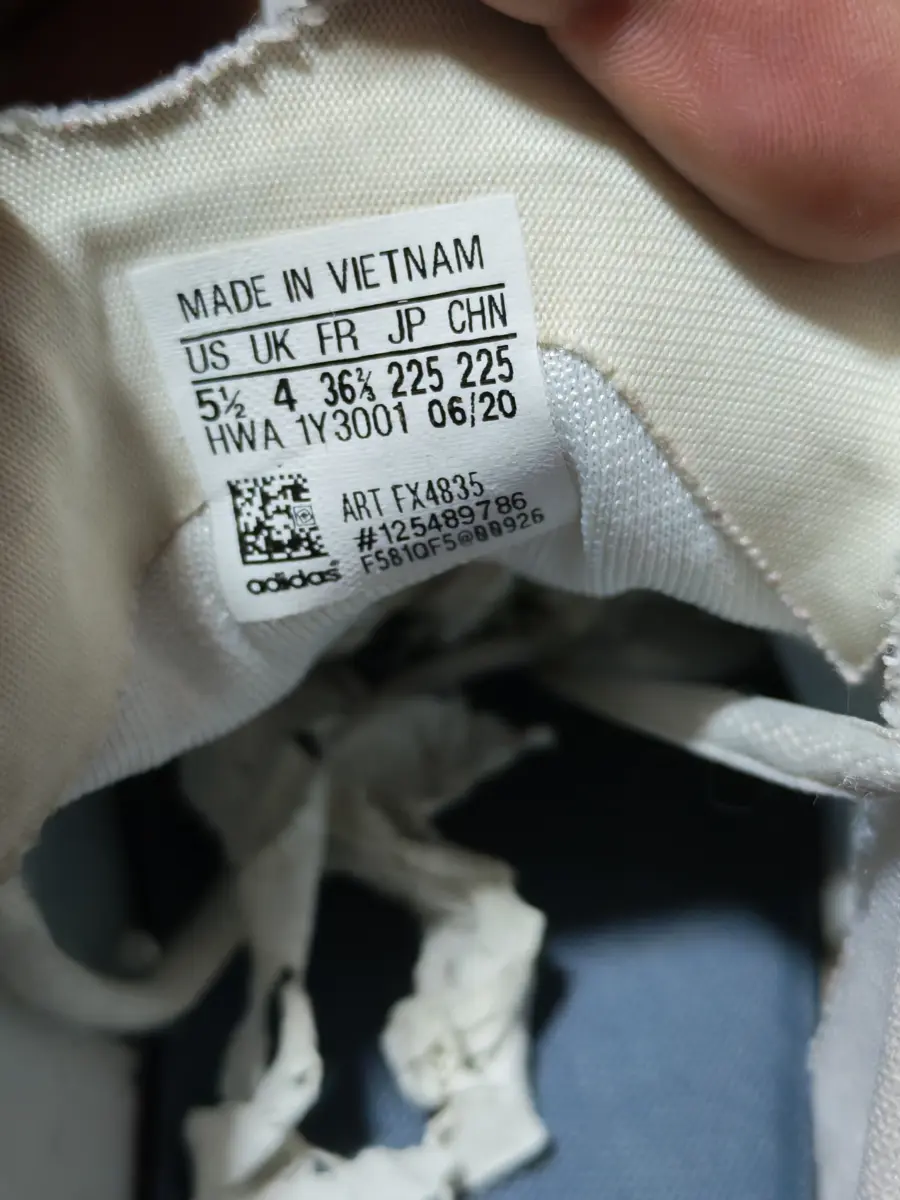 MADE IN VIETNAM
US UK FR JP CHN
5½ 4 36⅔ 225 225
HWA 1Y3001 06/20
ART FX4835
#125489786
F581QF5@00926
adidas